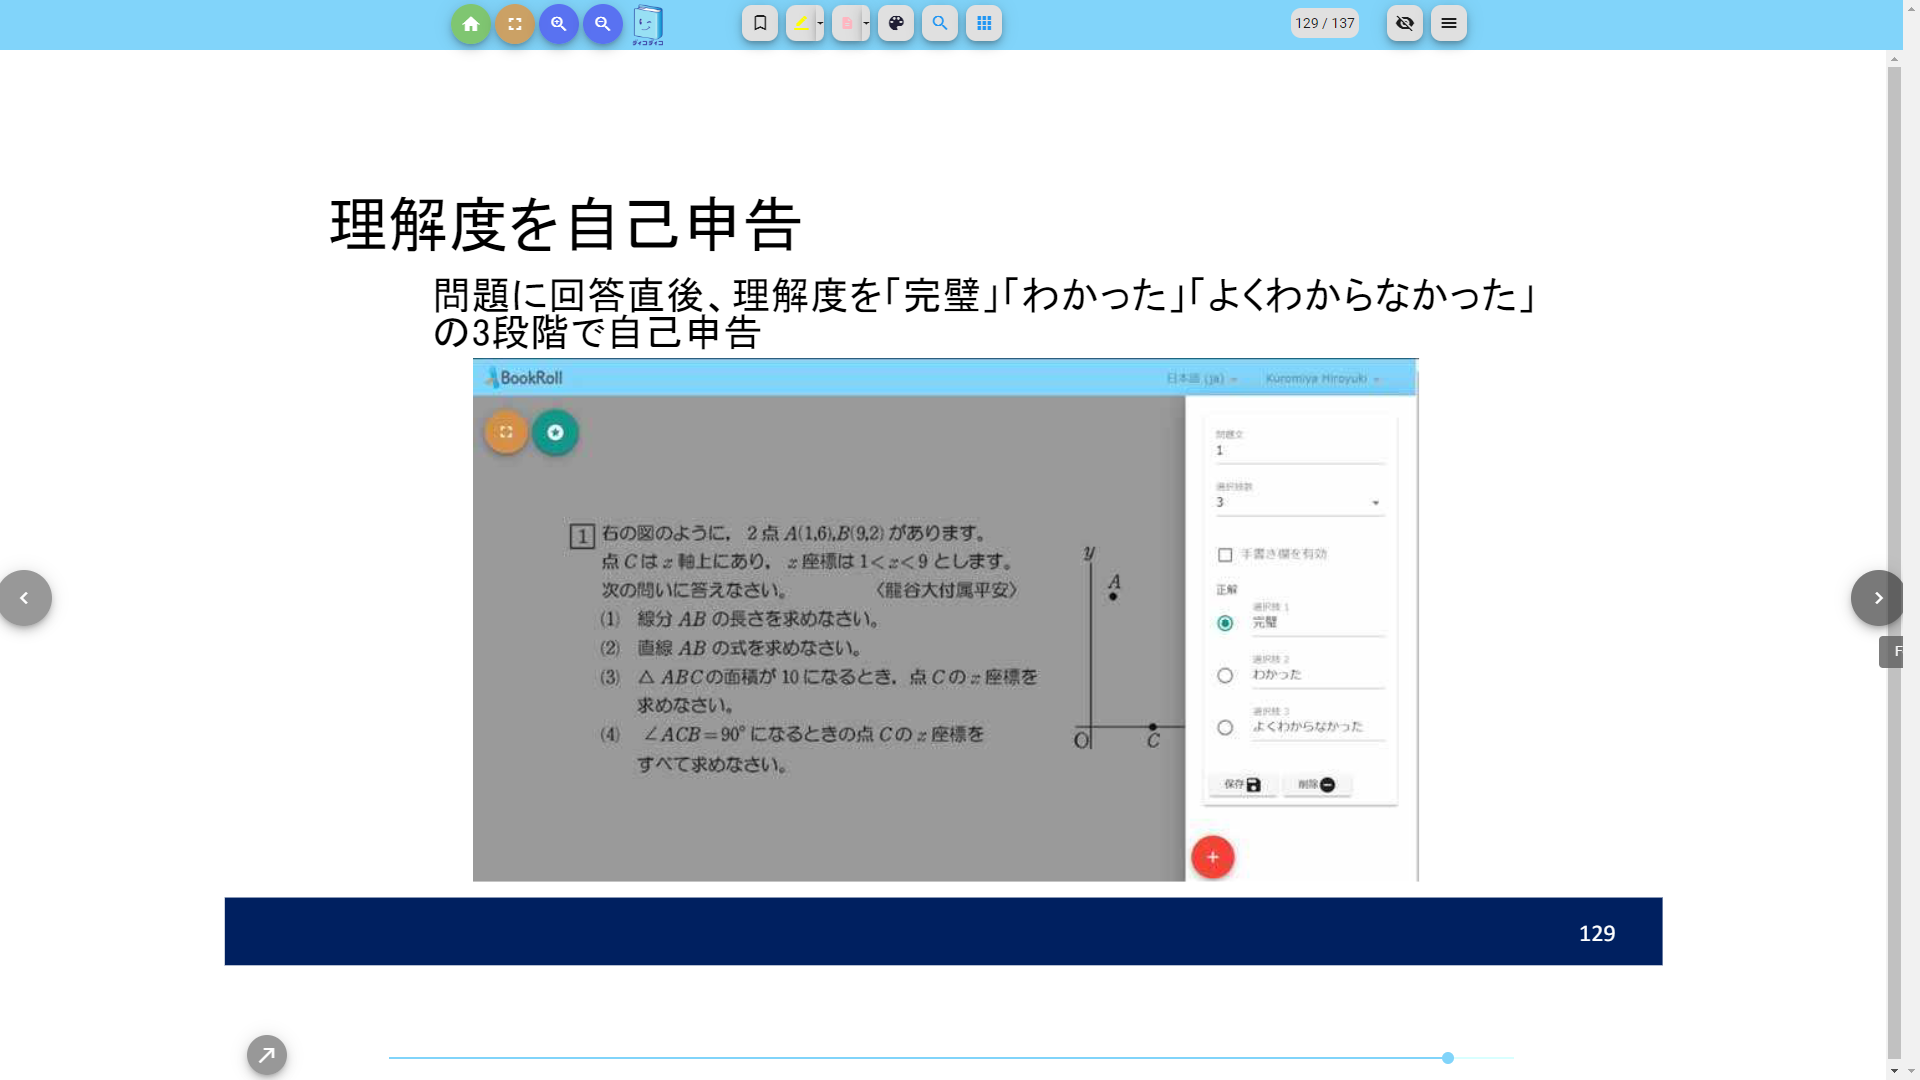 ダイコダイコ
129 / 137
理解度を自己申告
問題に回答直後、理解度を「完璧」「わかった」「よくわからなかった」
の3段階で自己申告
BookRoll
日本語 (ja)
Kuromiya Hiroyuki
問題文
1
選択肢数
3
手書き欄を有効
正解
選択肢 1
完璧
選択肢 2
わかった
選択肢 3
よくわからなかった
保存
削除
1 右の図のように， 2点 A(1,6),B(9,2) があります。
点 C は x 軸上にあり， x 座標は 1<x<9 とします。
次の問いに答えなさい。 〈龍谷大付属平安〉
(1) 線分 AB の長さを求めなさい。
(2) 直線 AB の式を求めなさい。
(3) △ ABC の面積が 10 になるとき，点 C の x 座標を
求めなさい。
(4) ∠ACB=90° になるときの点 C の x 座標を
すべて求めなさい。
y
A
O
C
129
F